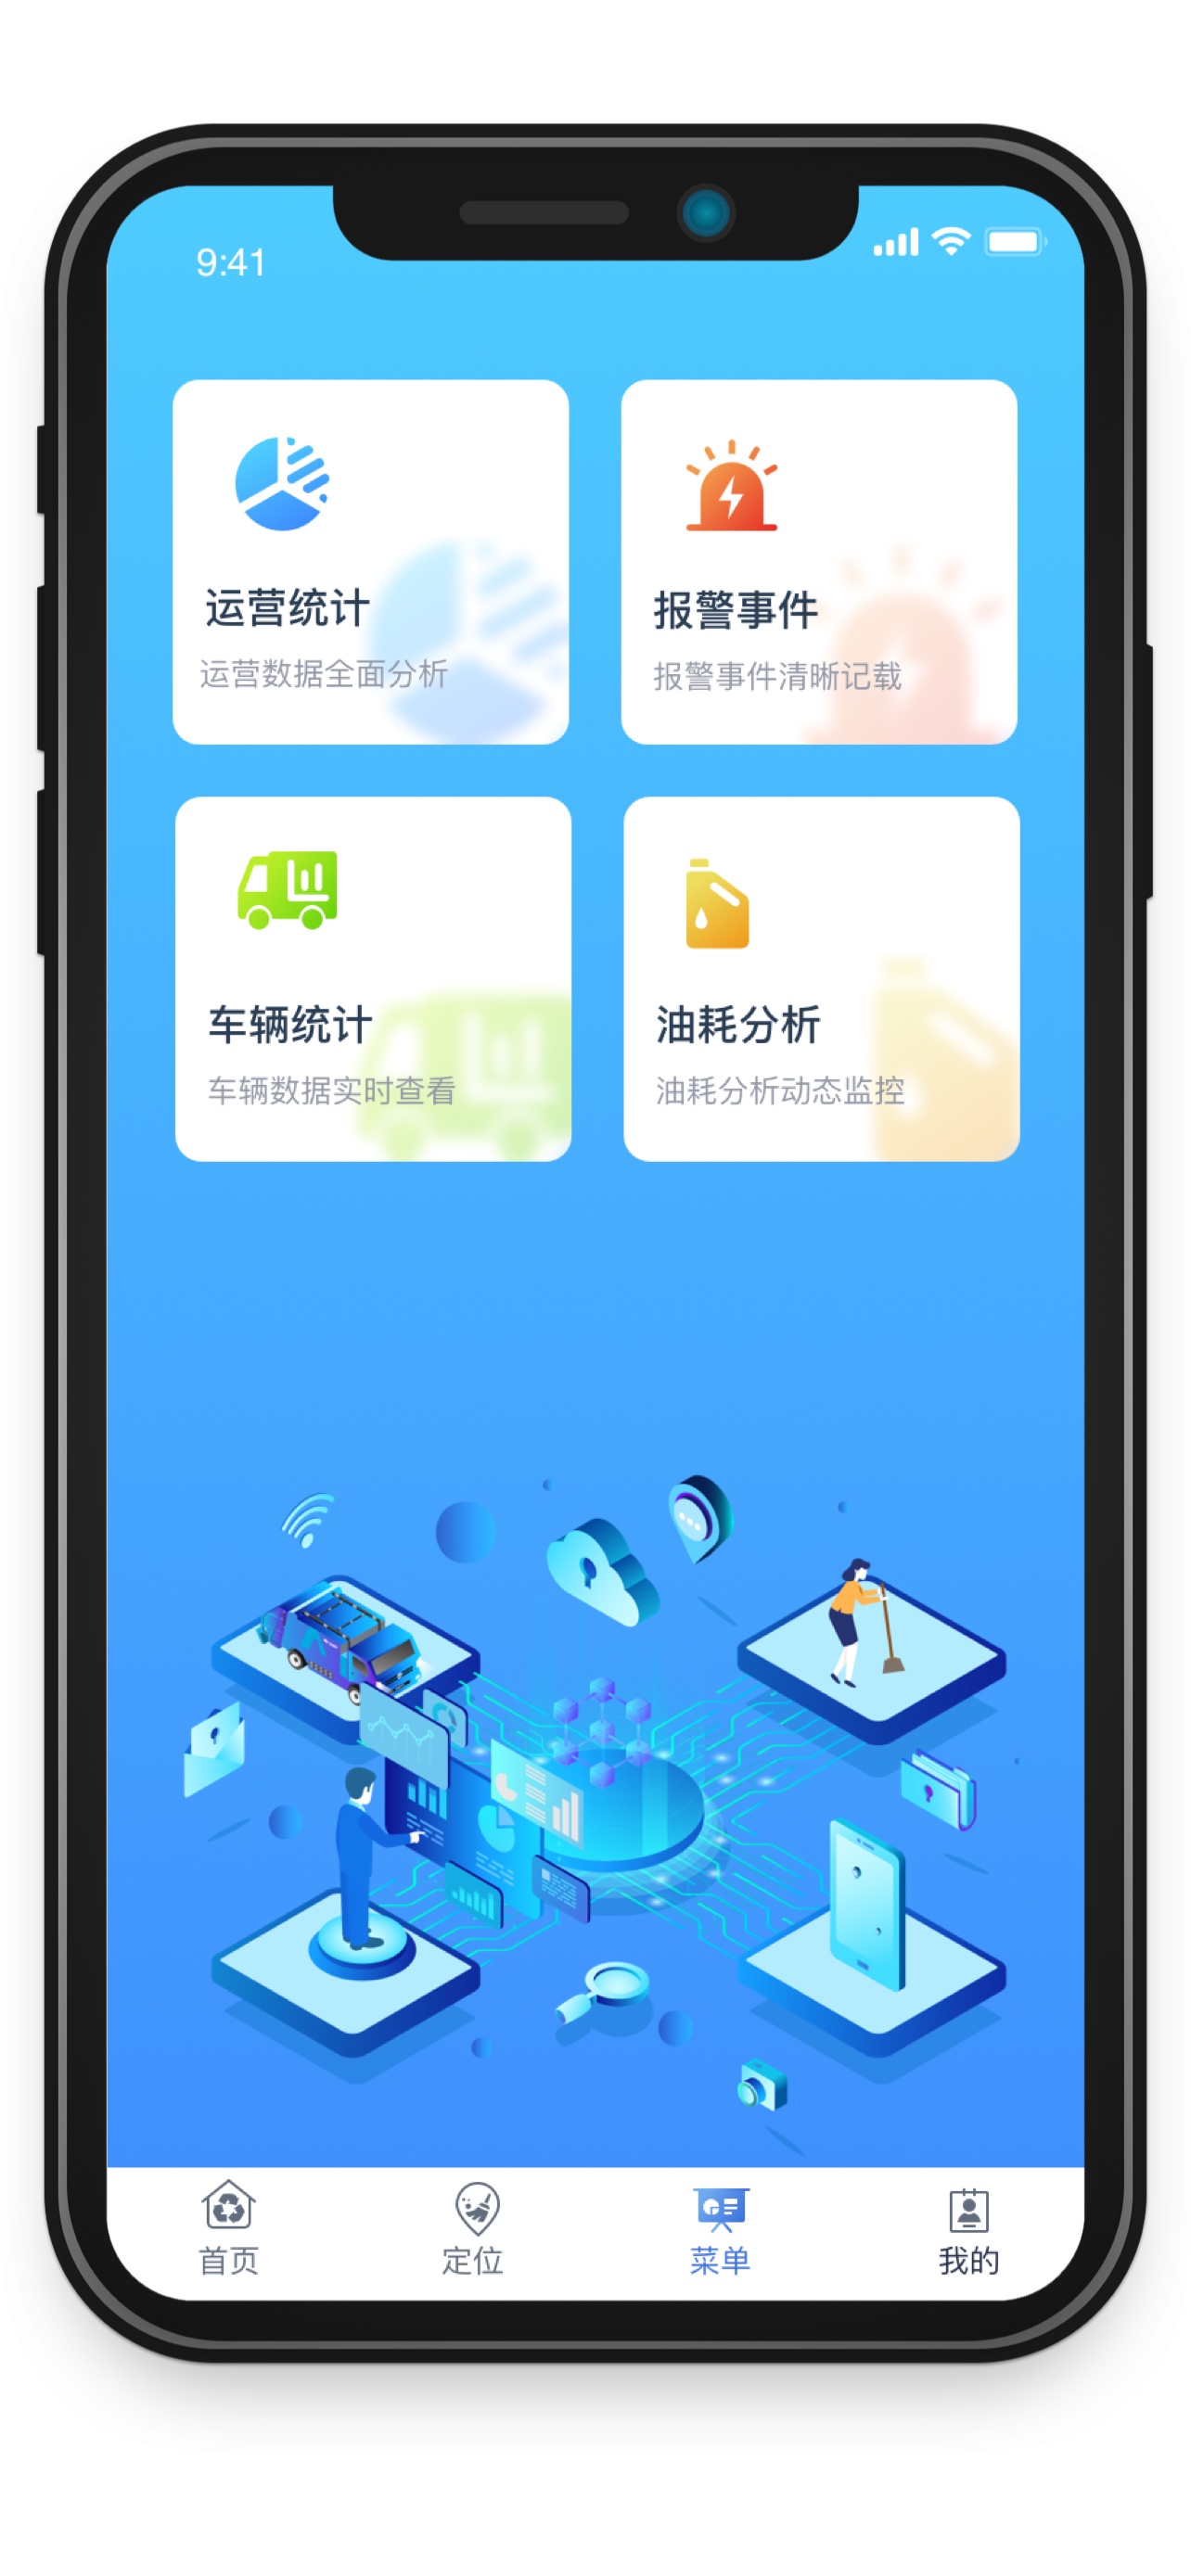 9:41
运营统计
运营数据全面分析
报警事件
报警事件清晰记载
车辆统计
车辆数据实时查看
油耗分析
油耗分析动态监控
首页
定位
菜单
我的